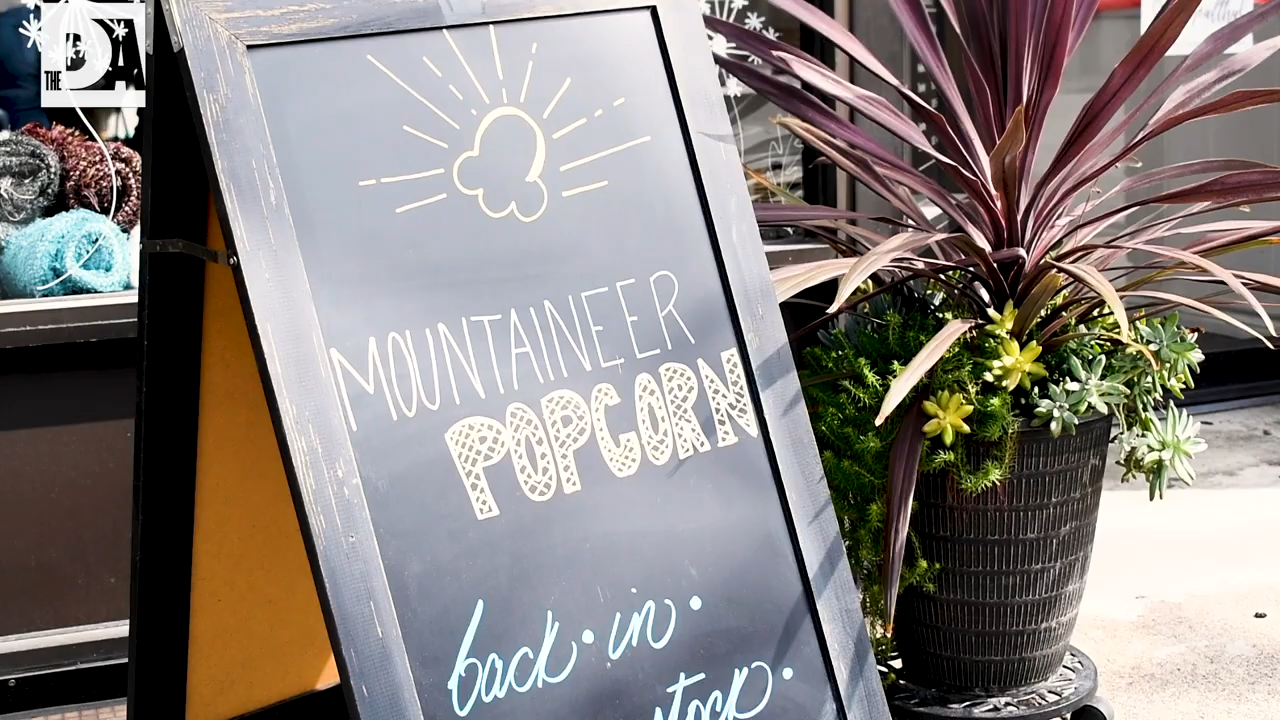 THE DA
MOUNTAINEER
POPCORN
back · in ·
stock ·